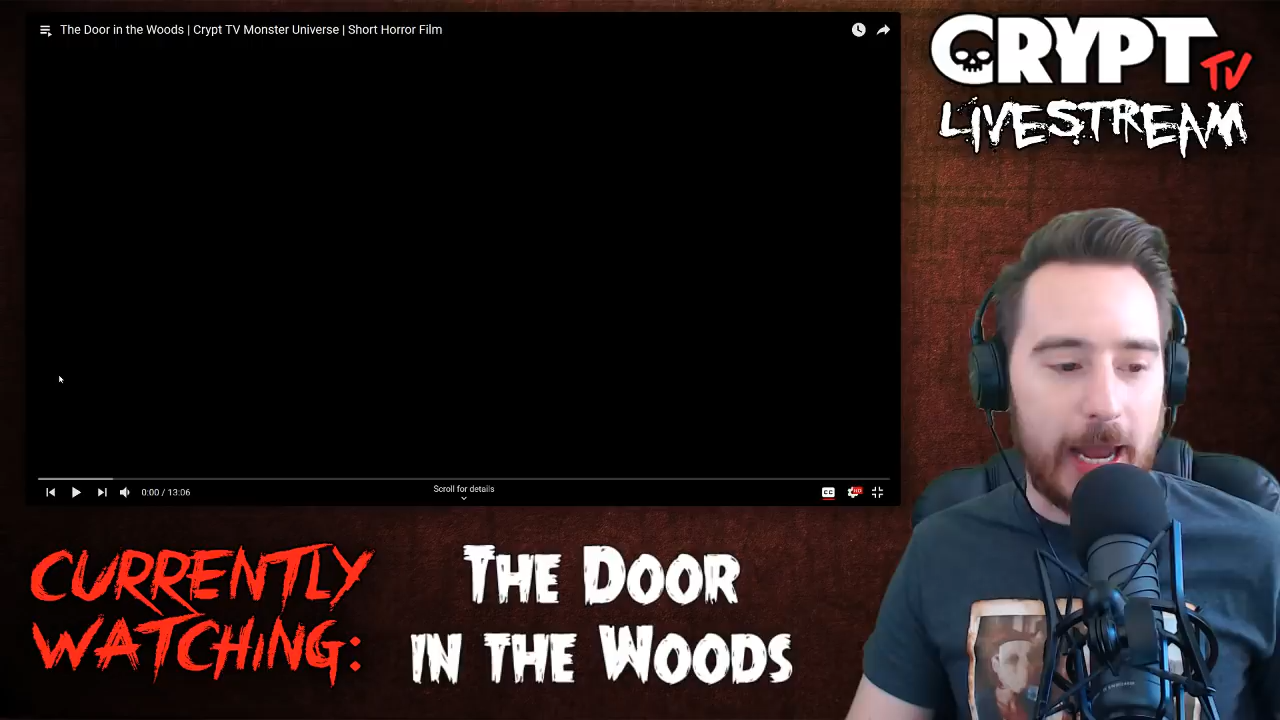 The Door in the Woods | Crypt TV Monster Universe | Short Horror Film
CRYPT
TV
LIVESTREAM
0:00 / 13:06
Scroll for details
CC
HD
CURRENTLY
WATCHING:
THE DOOR
IN THE WOODS